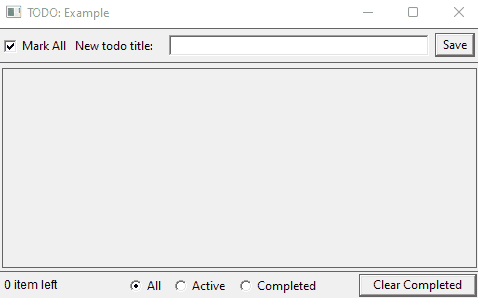 TODO: Example
Mark All New todo title: Save
0 item left All Active Completed Clear Completed